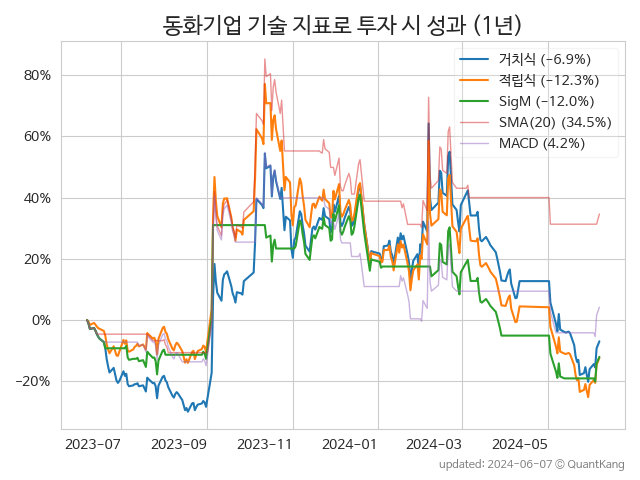 동화기업 기술 지표로 투자 시 성과 (1년)
거치식 (−6.9%)
적립식 (−12.3%)
SigM (−12.0%)
SMA(20) (34.5%)
MACD (4.2%)
80%
60%
40%
20%
0%
−20%
2023-07 2023-09 2023-11 2024-01 2024-03 2024-05
updated: 2024-06-07 © QuantKang